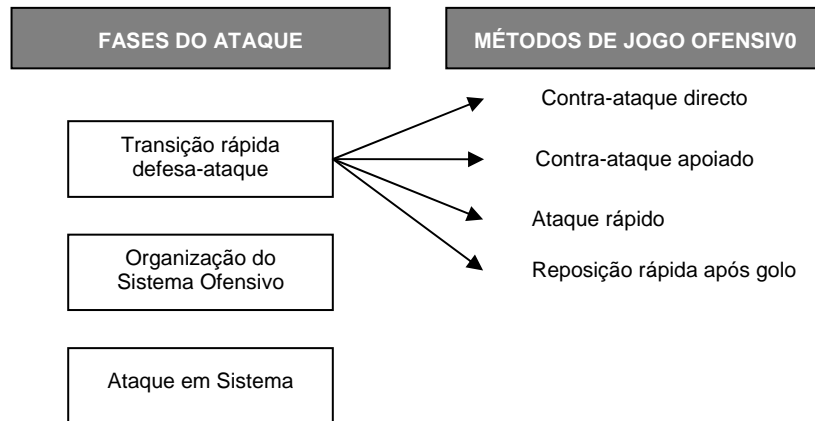 FASES DO ATAQUE
MÉTODOS DE JOGO OFENSIV0
Transição rápida
defesa-ataque
Organização do
Sistema Ofensivo
Ataque em Sistema
Contra-ataque directo
Contra-ataque apoiado
Ataque rápido
Reposição rápida após golo